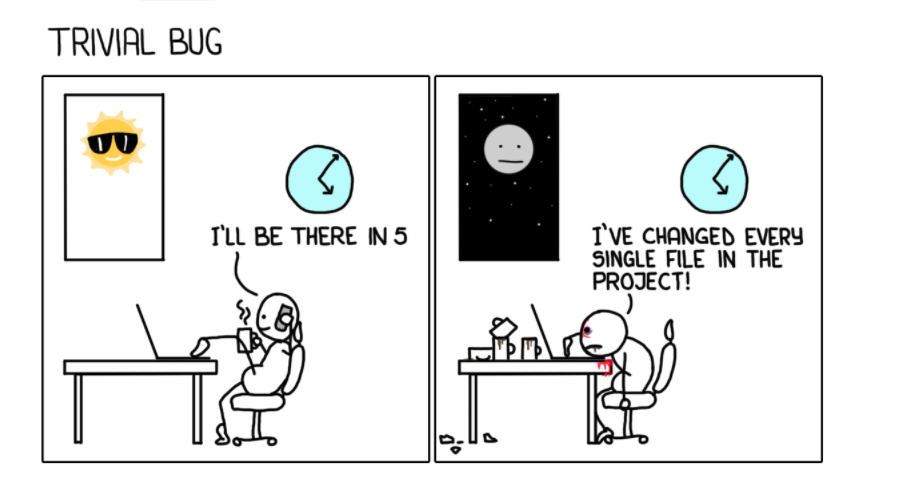 TRIVIAL BUG
I'LL BE THERE IN 5
I'VE CHANGED EVERY
SINGLE FILE IN THE
PROJECT!